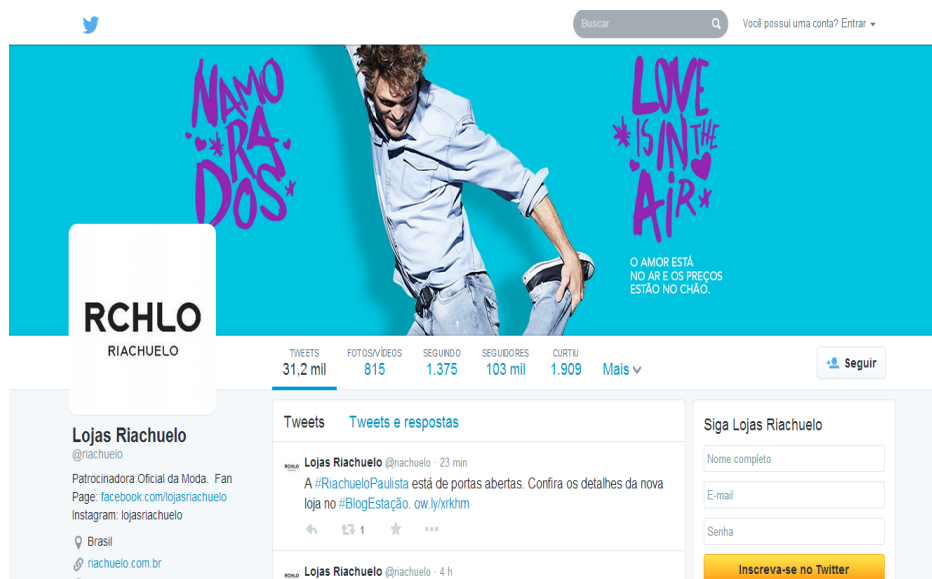 Buscar
Você possui uma conta? Entrar
NAMO
RA
DOS
LOVE
IS IN THE
AIR
O AMOR ESTÁ
NO AR E OS PREÇOS
ESTÃO NO CHÃO.
RCHLO
RIACHUELO
TWEETS FOTOS/VÍDEOS SEGUINDO SEGUIDORES CURTIU
31,2 mil 815 1.375 103 mil 1.909 Mais
Seguir
Lojas Riachuelo
@riachuelo
Patrocinadora Oficial da Moda. Fan
Page: facebook.com/lojasriachuelo
Instagram: lojasriachuelo
Brasil
riachuelo.com.br
Tweets Tweets e respostas
RCHLO Lojas Riachuelo @riachuelo · 23 min
A #RiachueloPaulista está de portas abertas. Confira os detalhes da nova
loja no #BlogEstação. ow.ly/xrkhm
1
RCHLO Lojas Riachuelo @riachuelo · 4 h
Siga Lojas Riachuelo
Nome completo
E-mail
Senha
Inscreva-se no Twitter